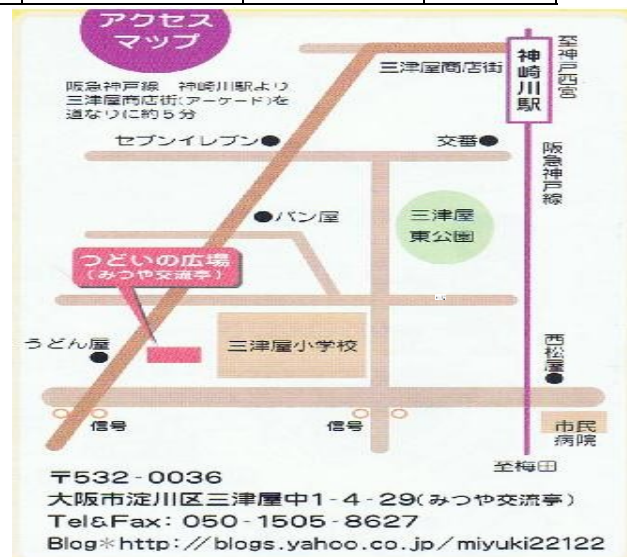 アクセス
マップ
阪急神戸線 神崎川駅より
三津屋商店街(アーケード)を
道なりに約5分
三津屋商店街
神崎川駅
至神戸西宮
セブンイレブン●
交番●
阪急神戸線
●パン屋
三津屋
東公園
つどいの広場
(みつや交流亭)
うどん屋
三津屋小学校
西松屋
信号
信号
市民
病院
至梅田
〒532-0036
大阪市淀川区三津屋中1-4-29(みつや交流亭)
Tel&Fax: 050-1505-8627
Blog*http://blogs.yahoo.co.jp/miyuki22122